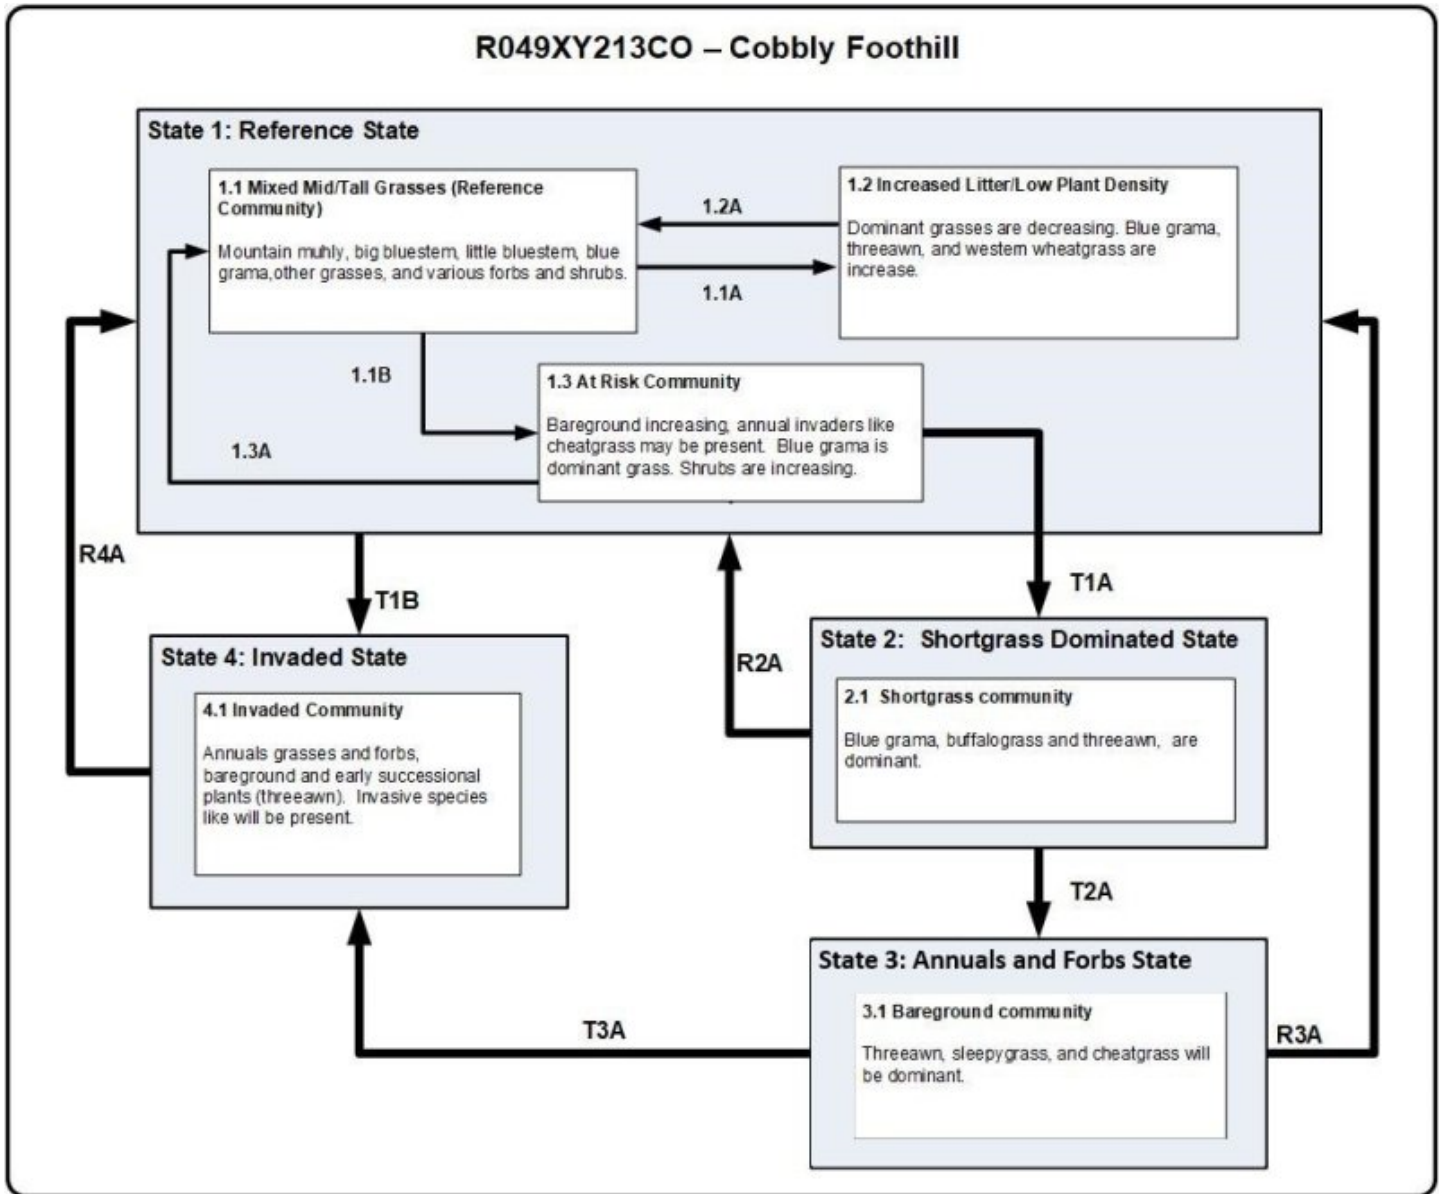 R049XY213CO – Cobbly Foothill
State 1: Reference State
1.1 Mixed Mid/Tall Grasses (Reference
Community)
Mountain muhly, big bluestem, little bluestem, blue
grama,other grasses, and various forbs and shrubs.
1.2A
1.1A
1.2 Increased Litter/Low Plant Density
Dominant grasses are decreasing. Blue grama,
threeawn, and western wheatgrass are
increase.
1.1B
1.3A
1.3 At Risk Community
Bareground increasing, annual invaders like
cheatgrass may be present. Blue grama is
dominant grass. Shrubs are increasing.
R4A
T1B
R2A
T1A
State 4: Invaded State
4.1 Invaded Community
Annuals grasses and forbs,
bareground and early successional
plants (threeawn). Invasive species
like will be present.
State 2: Shortgrass Dominated State
2.1 Shortgrass community
Blue grama, buffalograss and threeawn, are
dominant.
T2A
State 3: Annuals and Forbs State
3.1 Bareground community
Threeawn, sleepygrass, and cheatgrass will
be dominant.
T3A
R3A